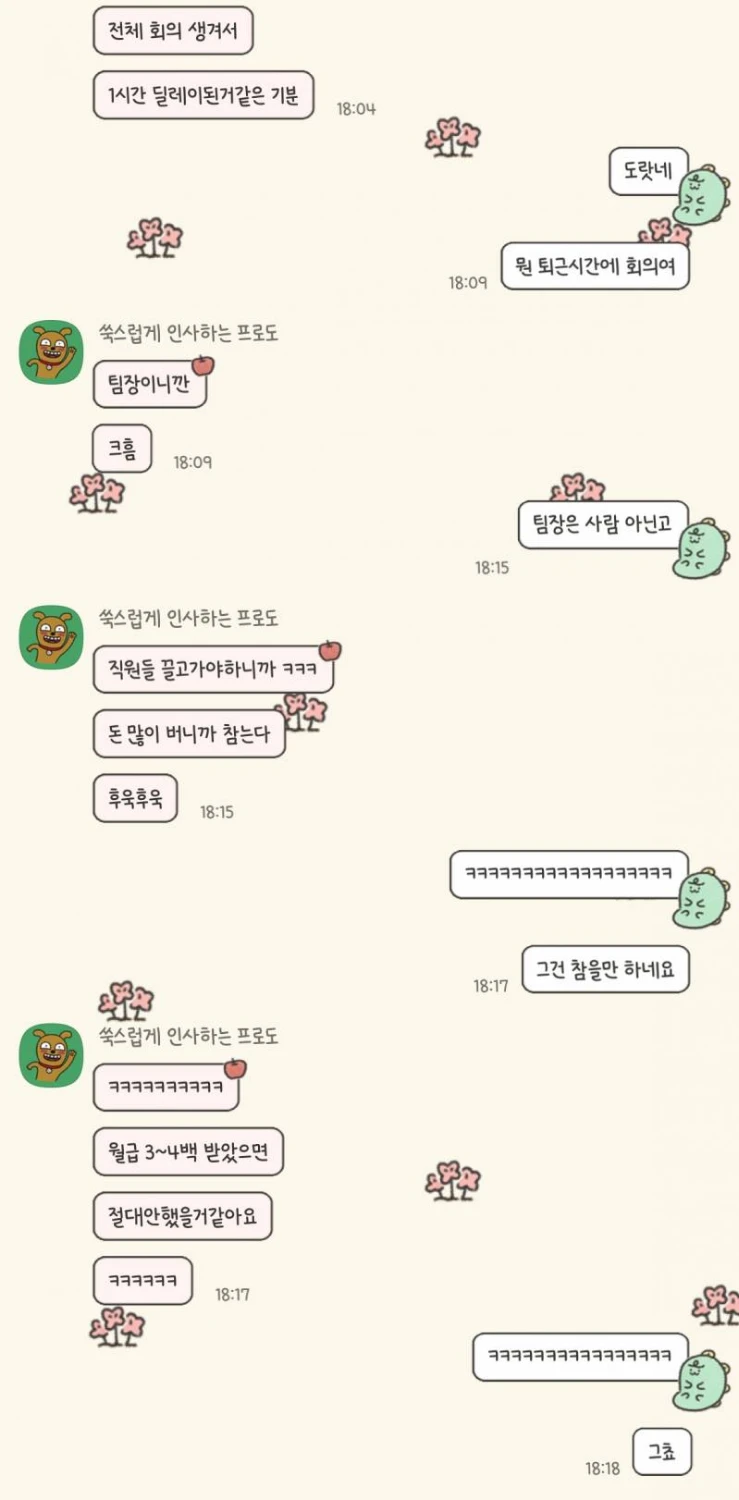 전체 회의 생겨서
1시간 딜레이된거같은 기분
18:04
도랏네
뭔 퇴근시간에 회의여
18:09
쑥스럽게 인사하는 프로도
팀장이니깐
크흠
18:09
팀장은 사람 아닌고
18:15
쑥스럽게 인사하는 프로도
직원들 끌고가야하니까 ㅋㅋㅋ
돈 많이 버니까 참는다
후욱후욱
18:15
ㅋㅋㅋㅋㅋㅋㅋㅋㅋㅋㅋㅋㅋㅋㅋㅋㅋㅋ
그건 참을만 하네요
18:17
쑥스럽게 인사하는 프로도
ㅋㅋㅋㅋㅋㅋㅋㅋㅋㅋ
월급 3~4백 받았으면
절대안했을거같아요
ㅋㅋㅋㅋㅋㅋ
18:17
ㅋㅋㅋㅋㅋㅋㅋㅋㅋㅋㅋㅋㅋㅋㅋㅋ
그쵸
18:18